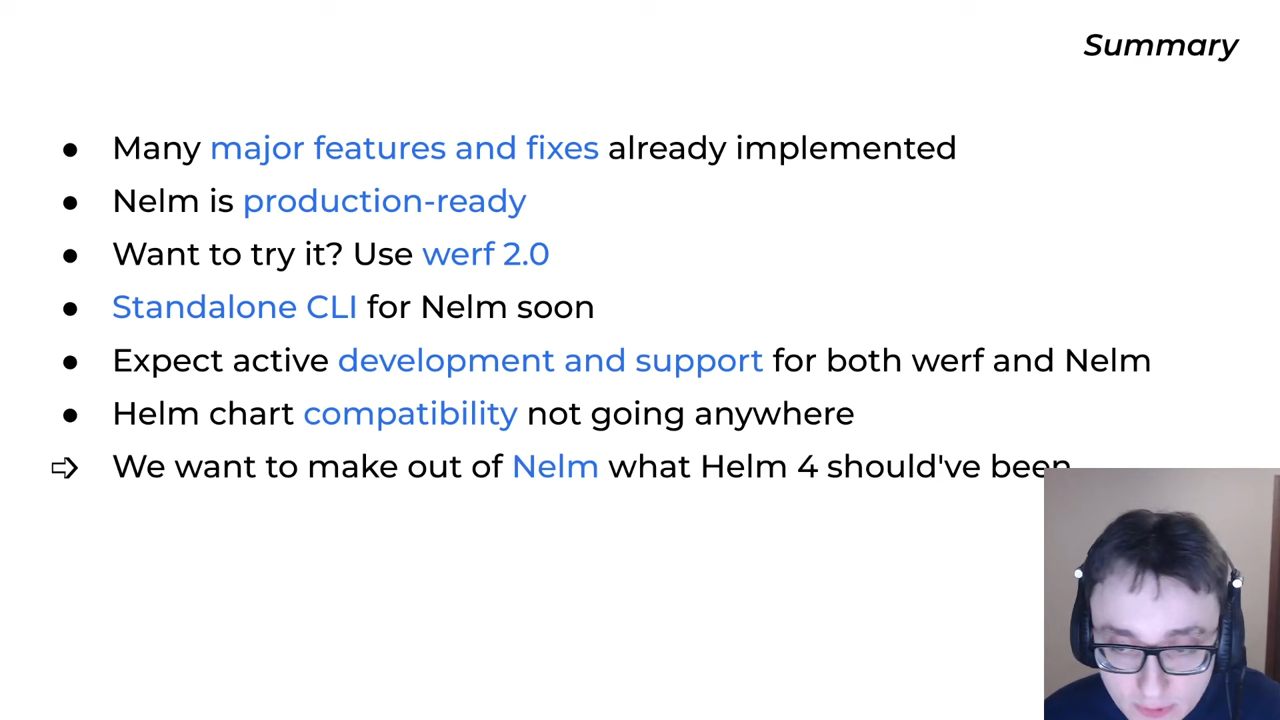 Summary
● Many major features and fixes already implemented
● Nelm is production-ready
● Want to try it? Use werf 2.0
● Standalone CLI for Nelm soon
● Expect active development and support for both werf and Nelm
● Helm chart compatibility not going anywhere
⇨ We want to make out of Nelm what Helm 4 should've been